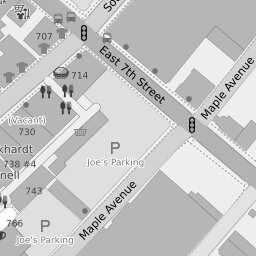 So
707
East 7th Street
714
Maple Avenue
(Vacant)
730
P
Joe's Parking
khardt
738 #4
nell
743
Maple Avenue
766
P
Joe's Parking